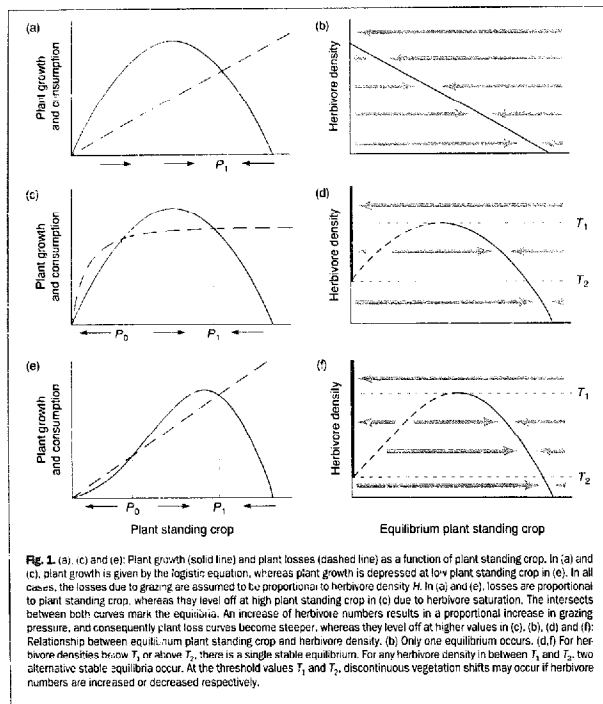 (a)
Plant growth
and consumption
P1
(b)
Herbivore density
(c)
Plant growth
and consumption
P0
P1
(d)
Herbivore density
T1
T2
(e)
Plant growth
and consumption
P0
P1
Plant standing crop
(f)
Herbivore density
T1
T2
Equilibrium plant standing crop
Fig. 1. (a), (c) and (e): Plant growth (solid line) and plant losses (dashed line) as a function of plant standing crop. In (a) and
(c), plant growth is given by the logistic equation, whereas plant growth is depressed at low plant standing crop in (e). In all
cases, the losses due to grazing are assumed to be proportional to herbivore density H. In (a) and (e), losses are proportional
to plant standing crop, whereas they level off at high plant standing crop in (c) due to herbivore saturation. The intersects
between both curves mark the equilibria. An increase of herbivore numbers results in a proportional increase in grazing
pressure, and consequently plant loss curves become steeper, whereas they level off at higher values in (c). (b), (d) and (f):
Relationship between equilibrium plant standing crop and herbivore density. (b) Only one equilibrium occurs. (d,f) For her-
bivore densities below T1 or above T2, there is a single stable equilibrium. For any herbivore density in between T1 and T2, two
alternative stable equilibria occur. At the threshold values T1 and T2, discontinuous vegetation shifts may occur if herbivore
numbers are increased or decreased respectively.